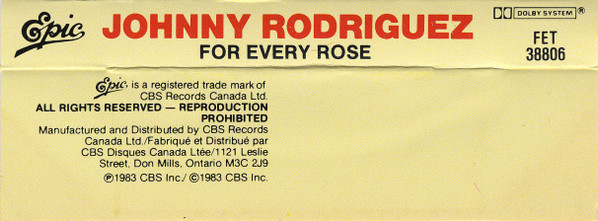 Epic JOHNNY RODRIGUEZ DOLBY SYSTEM®
FOR EVERY ROSE
FET
38806
Epic. is a registered trade mark of
CBS Records Canada Ltd.
ALL RIGHTS RESERVED — REPRODUCTION
PROHIBITED
Manufactured and Distributed by CBS Records
Canada Ltd./Fabriqué et Distribué par
CBS Disques Canada Ltée/1121 Leslie
Street, Don Mills, Ontario M3C 2J9
℗1983 CBS Inc./ ©1983 CBS Inc.